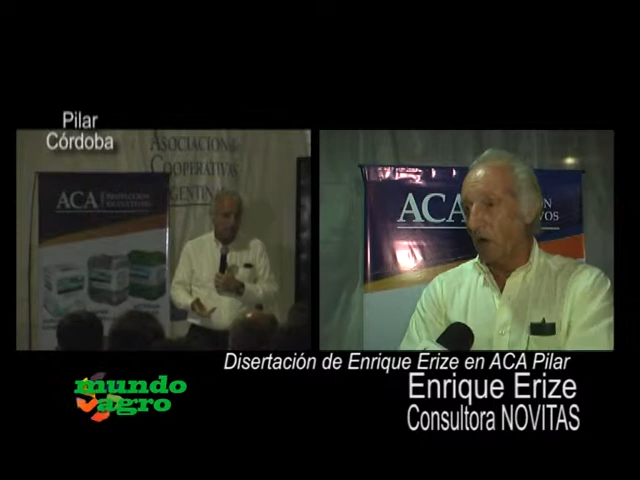 Pilar
Córdoba
ASOCIACION
COOPERATIVAS
ARGENTINAS
ACA
PROTECCIÓN
ACA
Disertación de Enrique Erize en ACA Pilar
Enrique Erize
Consultora NOVITAS
mundo
agro